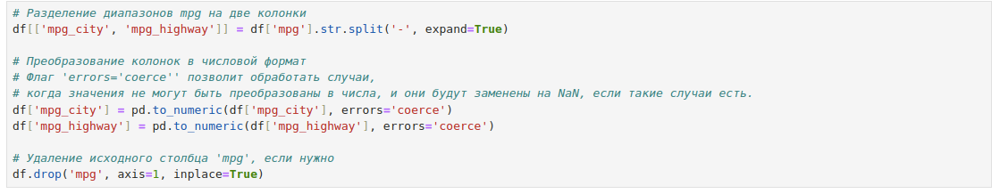 # Разделение диапазонов mpg на две колонки
df[['mpg_city', 'mpg_highway']] = df['mpg'].str.split('-', expand=True)
# Преобразование колонок в числовой формат
# Флаг 'errors='coerce'' позволит обработать случаи,
# когда значения не могут быть преобразованы в числа, и они будут заменены на NaN, если такие случаи есть.
df['mpg_city'] = pd.to_numeric(df['mpg_city'], errors='coerce')
df['mpg_highway'] = pd.to_numeric(df['mpg_highway'], errors='coerce')
# Удаление исходного столбца 'mpg', если нужно
df.drop('mpg', axis=1, inplace=True)